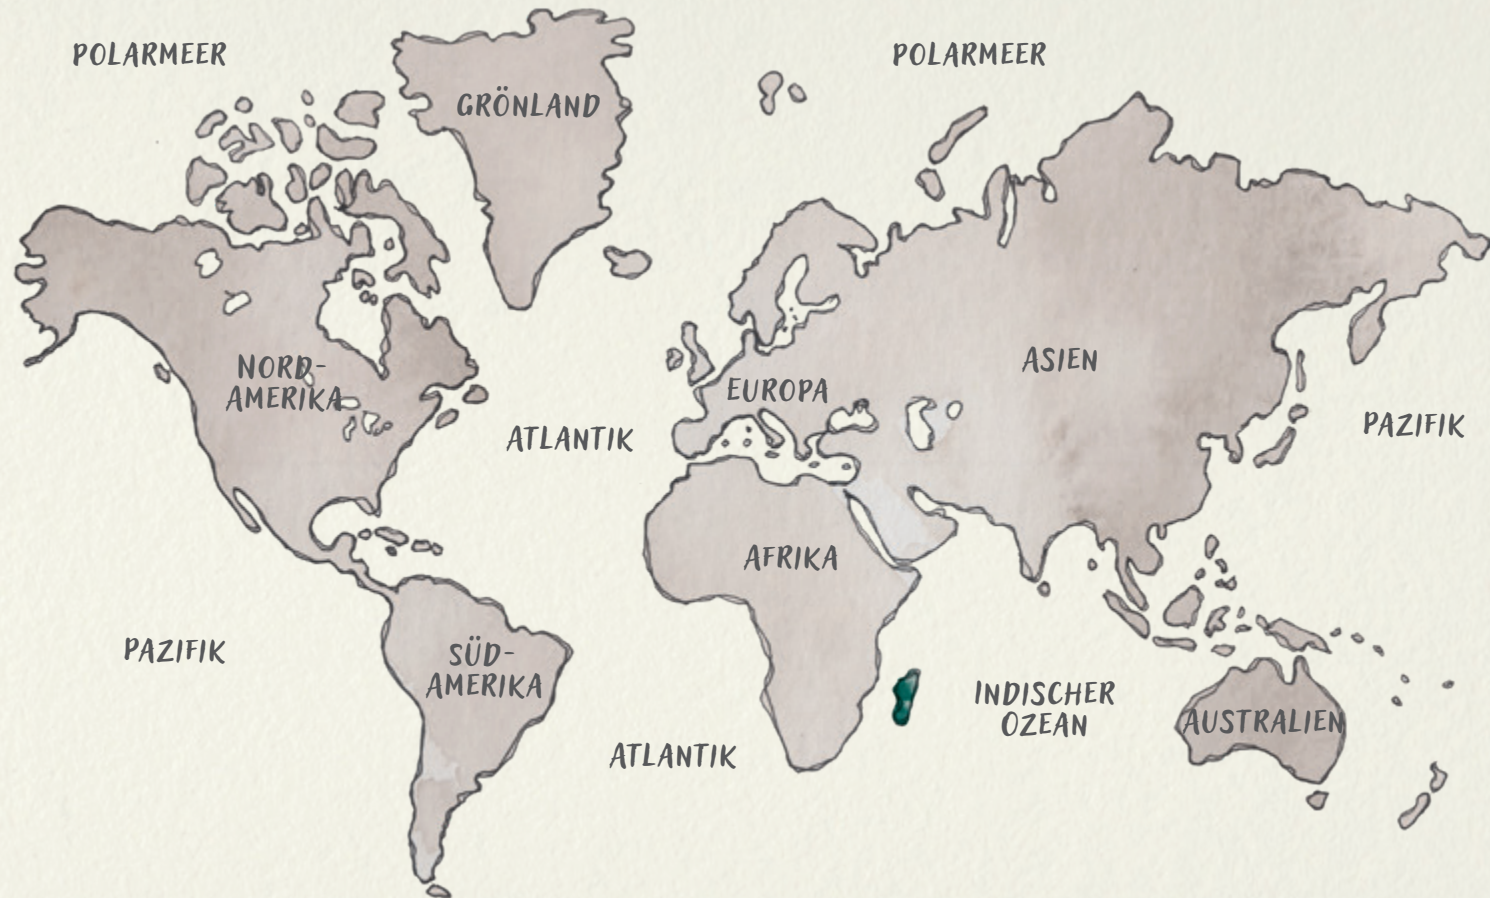 POLARMEER
POLARMEER
GRÖNLAND
NORD-
AMERIKA
EUROPA
ASIEN
ATLANTIK
PAZIFIK
AFRIKA
PAZIFIK
SÜD-
AMERIKA
INDISCHER
OZEAN
AUSTRALIEN
ATLANTIK